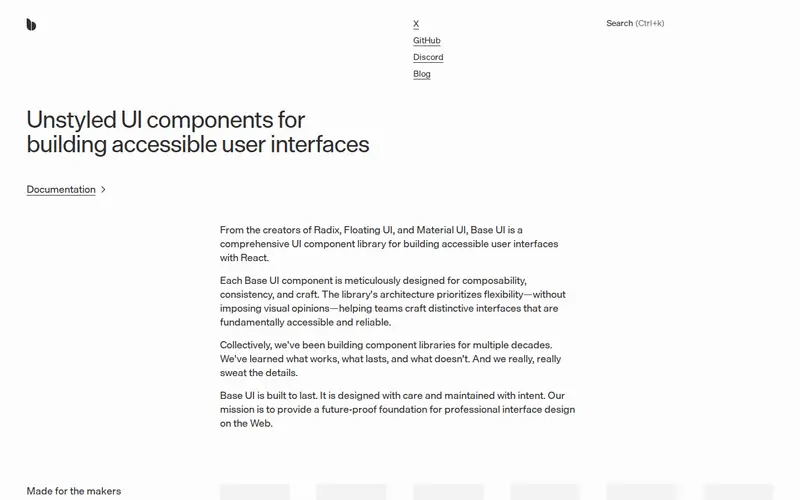 X
GitHub
Discord
Blog
Search (Ctrl+k)
Unstyled UI components for
building accessible user interfaces
Documentation
From the creators of Radix, Floating UI, and Material UI, Base UI is a
comprehensive UI component library for building accessible user interfaces
with React.
Each Base UI component is meticulously designed for composability,
consistency, and craft. The library's architecture prioritizes flexibility—without
imposing visual opinions—helping teams craft distinctive interfaces that are
fundamentally accessible and reliable.
Collectively, we've been building component libraries for multiple decades.
We've learned what works, what lasts, and what doesn't. And we really, really
sweat the details.
Base UI is built to last. It is designed with care and maintained with intent. Our
mission is to provide a future-proof foundation for professional interface design
on the Web.
Made for the makers